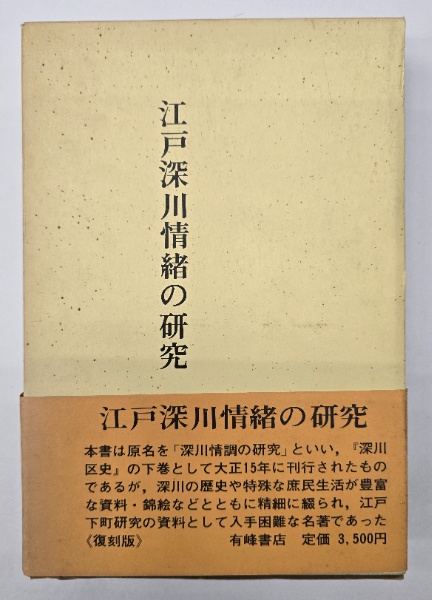 江戸深川情緒の研究
江戸深川情緒の研究
本書は原名を「深川情調の研究」といい，『深川
区史』の下巻として大正15年に刊行されたもの
であるが，深川の歴史や特殊な庶民生活が豊富
な資料・錦絵などとともに精細に綴られ，江戸
下町研究の資料として入手困難な名著であった
《復刻版》 有峰書店 定価 3,500円